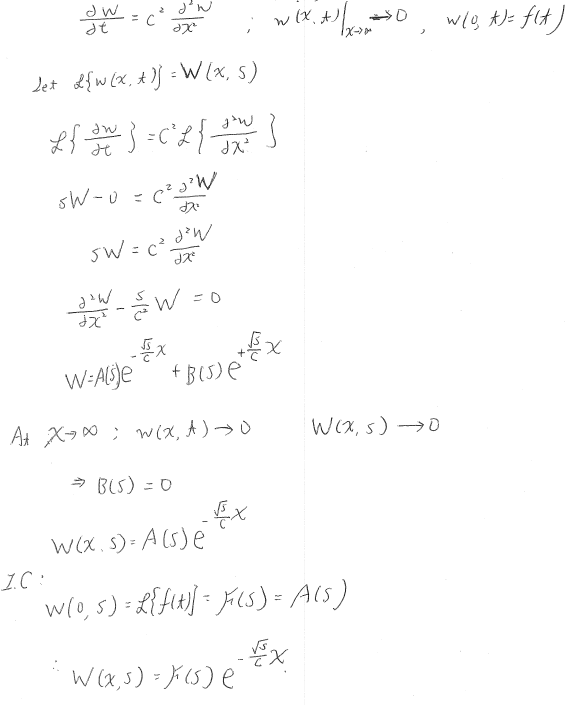 ∂w/∂t = c² ∂²w/∂x² ; w(x,t)|ₓ→∞ → 0 , w(0,t) = f(t)
Let ℒ{w(x,t)} = W(x,s)
ℒ{∂w/∂t} = c² ℒ{∂²w/∂x²}
sW - 0 = c² ∂²W/∂x²
sW = c² ∂²W/∂x²
∂²W/∂x² - s/c² W = 0
W = A(s)e^(-√s/c x) + B(s)e^(+√s/c x)
At x→∞ ; w(x,t) → 0 W(x,s) → 0
⇒ B(s) = 0
W(x,s) = A(s)e^(-√s/c x)
I.C:
W(0,s) = ℒ{f(t)} = F(s) = A(s)
∴ W(x,s) = F(s)e^(-√s/c x).